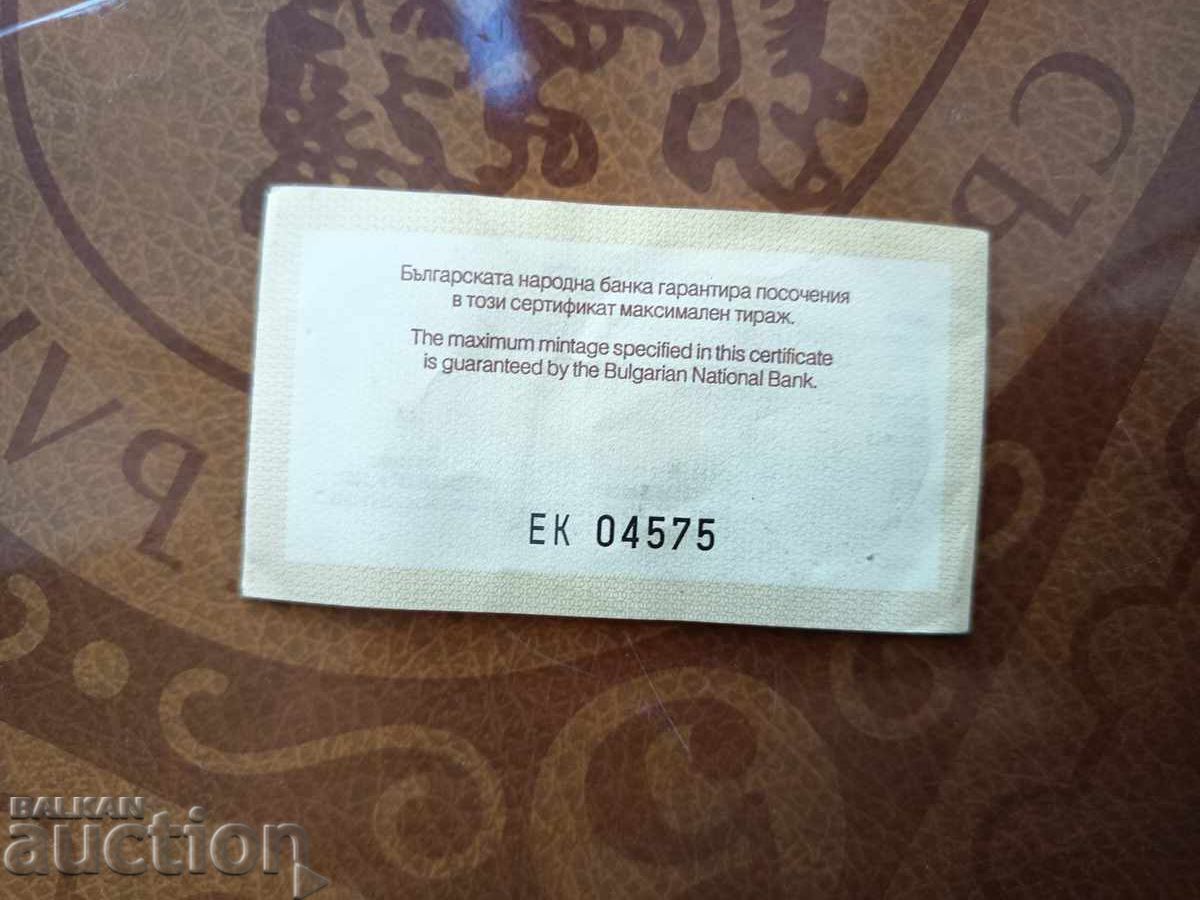 Българската народна банка гарантира посочения
в този сертификат максимален тираж.
The maximum mintage specified in this certificate
is guaranteed by the Bulgarian National Bank.
ЕК 04575
BALKAN
auction